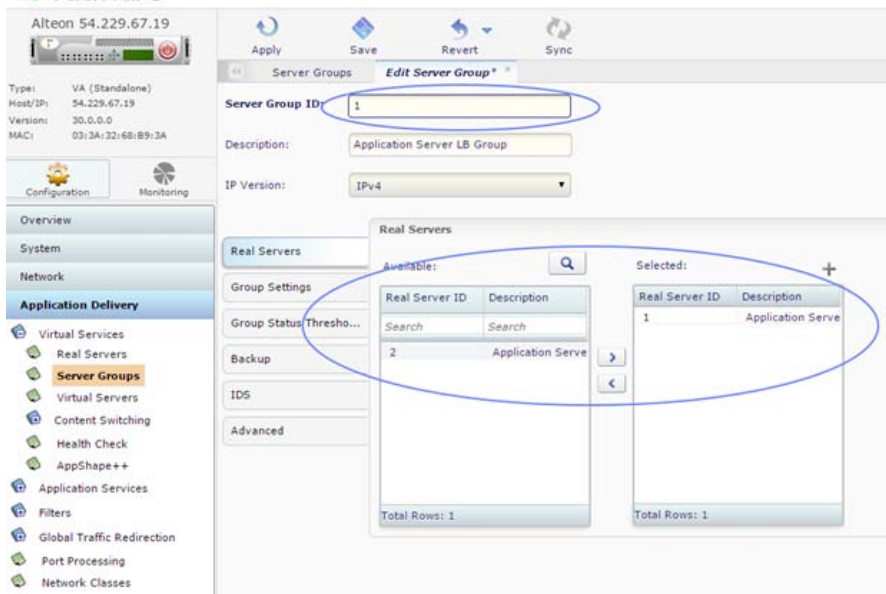 Alteon 54.229.67.19
Type: VA (Standalone)
Host/IP: 54.229.67.19
Version: 30.0.0.0
MAC: 03:3A:32:68:B9:3A
Configuration
Monitoring
Overview
System
Network
Application Delivery
Virtual Services
Real Servers
Server Groups
Virtual Servers
Content Switching
Health Check
AppShape++
Application Services
Filters
Global Traffic Redirection
Port Processing
Network Classes
Apply
Save
Revert
Sync
Server Groups
Edit Server Group*
Server Group ID: 1
Description: Application Server LB Group
IP Version: IPv4
Real Servers
Group Settings
Group Status Thresho...
Backup
IDS
Advanced
Real Servers
Available:
Real Server ID Description
Search Search
2 Application Serve
Total Rows: 1
Selected:
Real Server ID Description
1 Application Serve
Total Rows: 1